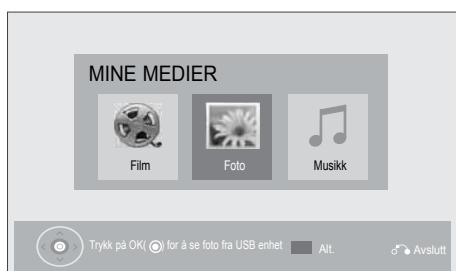 MINE MEDIER
Film Foto Musikk
Trykk på OK( ) for å se foto fra USB enhet Alt. Avslutt